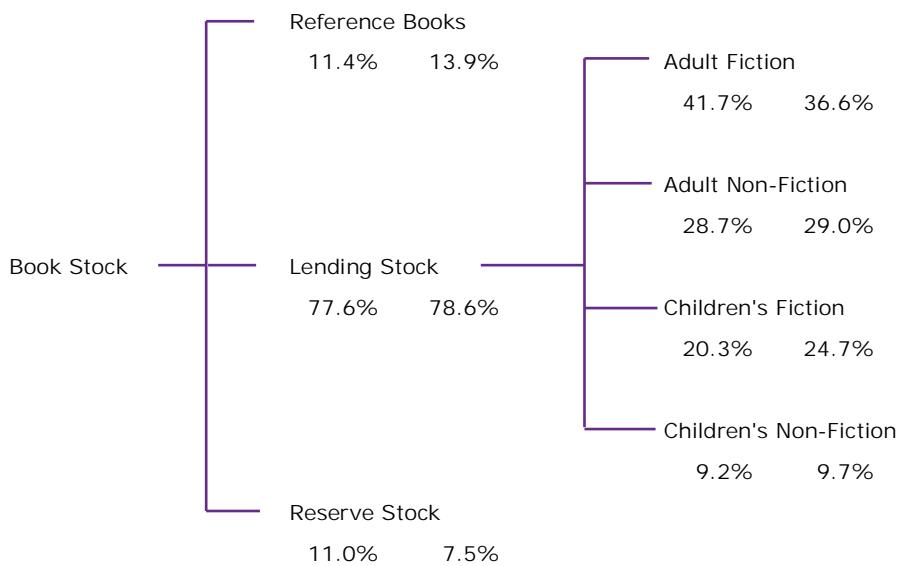 Reference Books
11.4% 13.9%
Adult Fiction
41.7% 36.6%
Adult Non-Fiction
28.7% 29.0%
Book Stock
Lending Stock
77.6% 78.6%
Children's Fiction
20.3% 24.7%
Children's Non-Fiction
9.2% 9.7%
Reserve Stock
11.0% 7.5%